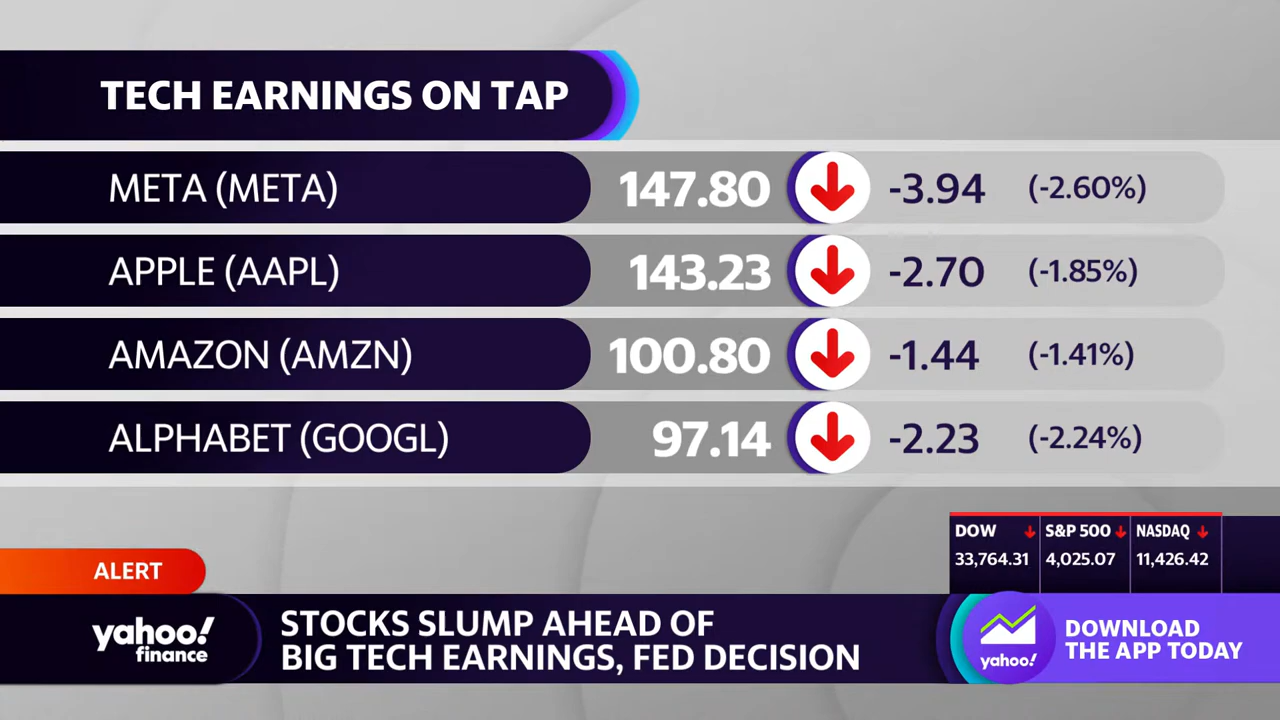 TECH EARNINGS ON TAP
META (META) 147.80 -3.94 (-2.60%)
APPLE (AAPL) 143.23 -2.70 (-1.85%)
AMAZON (AMZN) 100.80 -1.44 (-1.41%)
ALPHABET (GOOGL) 97.14 -2.23 (-2.24%)
DOW S&P 500 NASDAQ
33,764.31 4,025.07 11,426.42
ALERT
yahoo!
finance
STOCKS SLUMP AHEAD OF
BIG TECH EARNINGS, FED DECISION
yahoo!
DOWNLOAD
THE APP TODAY